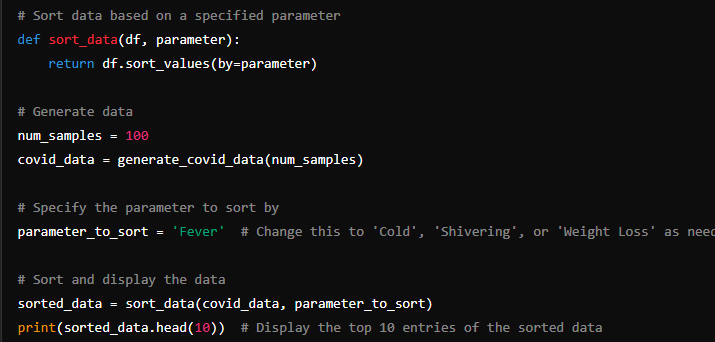 # Sort data based on a specified parameter
def sort_data(df, parameter):
    return df.sort_values(by=parameter)
# Generate data
num_samples = 100
covid_data = generate_covid_data(num_samples)
# Specify the parameter to sort by
parameter_to_sort = 'Fever'  # Change this to 'Cold', 'Shivering', or 'Weight Loss' as
# Sort and display the data
sorted_data = sort_data(covid_data, parameter_to_sort)
print(sorted_data.head(10))  # Display the top 10 entries of the sorted data